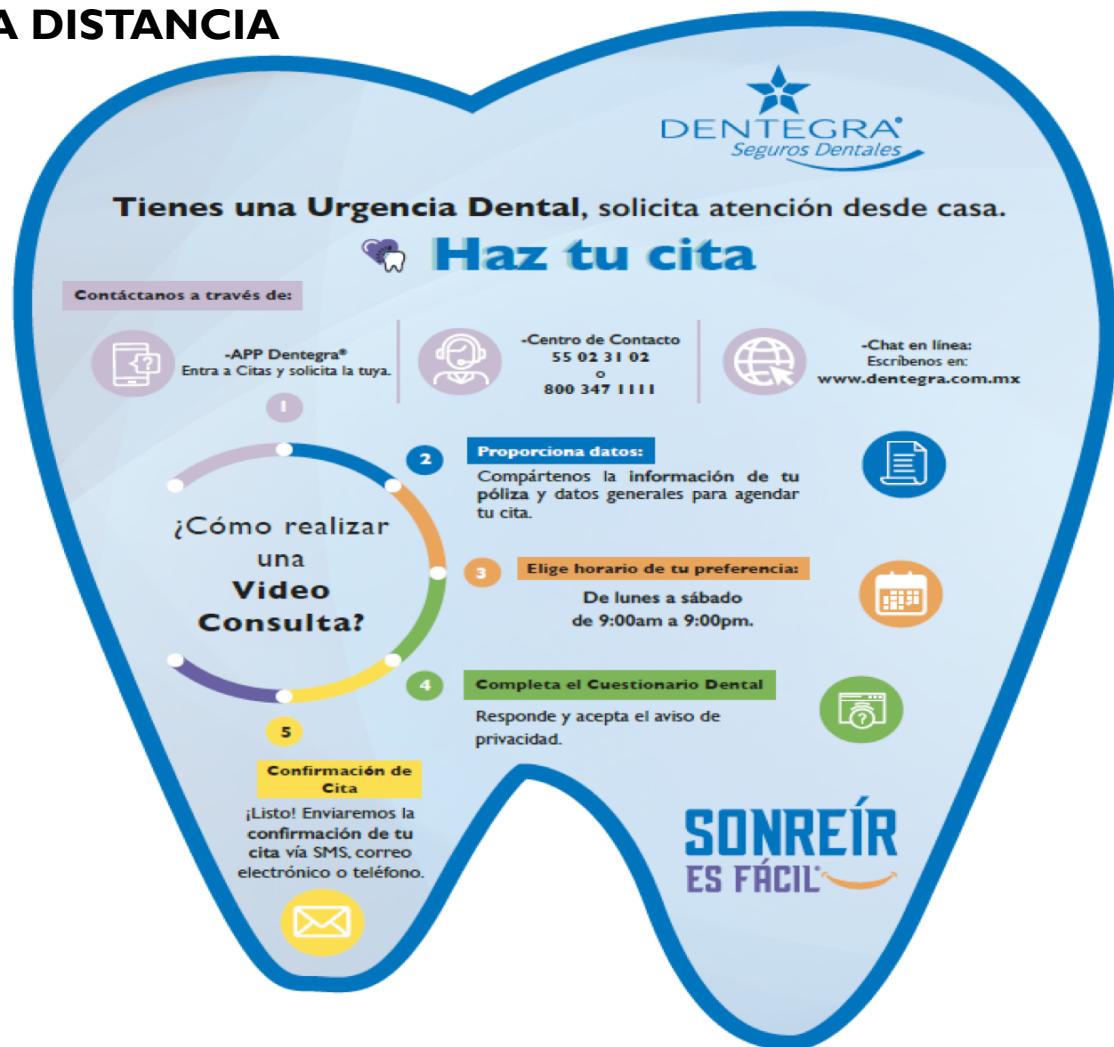 A DISTANCIA
DENTEGRA®
Seguros Dentales
Tienes una Urgencia Dental, solicita atención desde casa.
Haz tu cita
Contáctanos a través de:
-APP Dentegra®
Entra a Citas y solicita la tuya.
-Centro de Contacto
55 02 31 02
o
800 347 1111
-Chat en línea:
Escríbenos en:
www.dentegra.com.mx
1
¿Cómo realizar
una
Video
Consulta?
2
Proporciona datos:
Compártenos la información de tu
póliza y datos generales para agendar
tu cita.
3
Elige horario de tu preferencia:
De lunes a sábado
de 9:00am a 9:00pm.
4
Completa el Cuestionario Dental
Responde y acepta el aviso de
privacidad.
5
Confirmación de
Cita
¡Listo! Enviaremos la
confirmación de tu
cita vía SMS, correo
electrónico o teléfono.
SONREÍR
ES FÁCIL